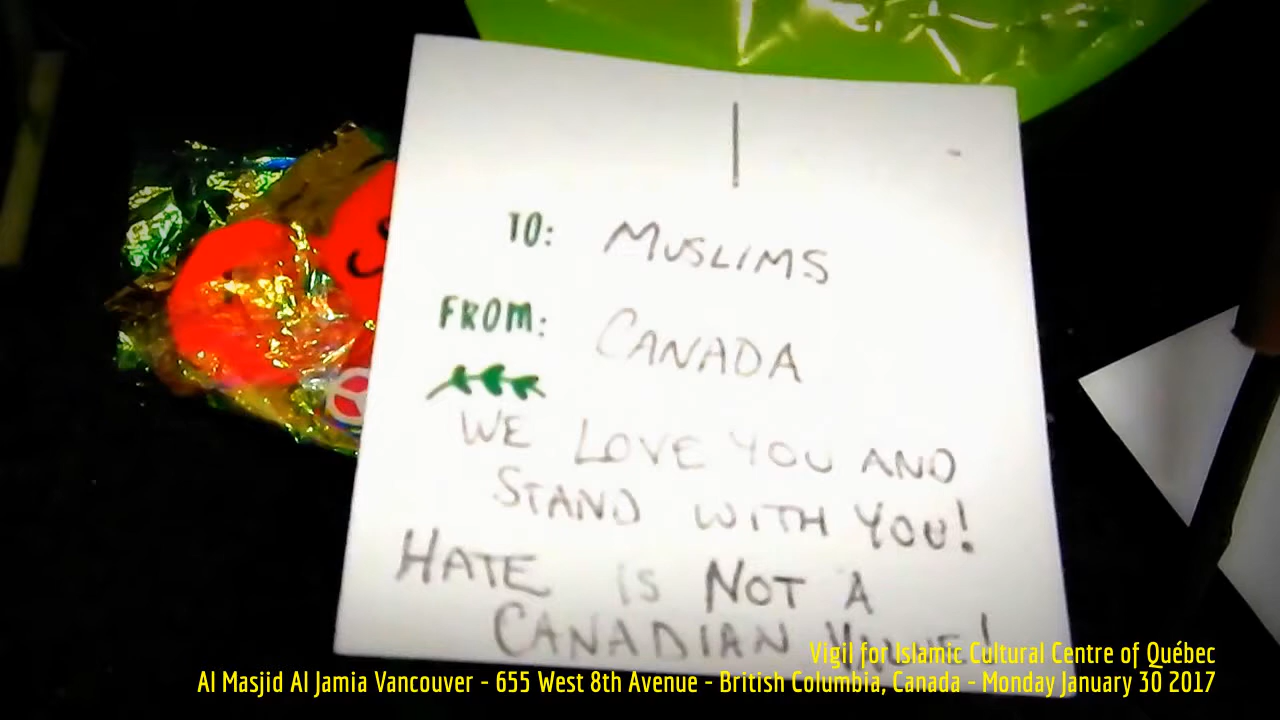 TO: MUSLIMS
FROM: CANADA
WE LOVE YOU AND
STAND WITH YOU!
HATE IS NOT A
CANADIAN VALUE!
Vigil for Islamic Cultural Centre of Québec
Al Masjid Al Jamia Vancouver - 655 West 8th Avenue - British Columbia, Canada - Monday January 30 2017